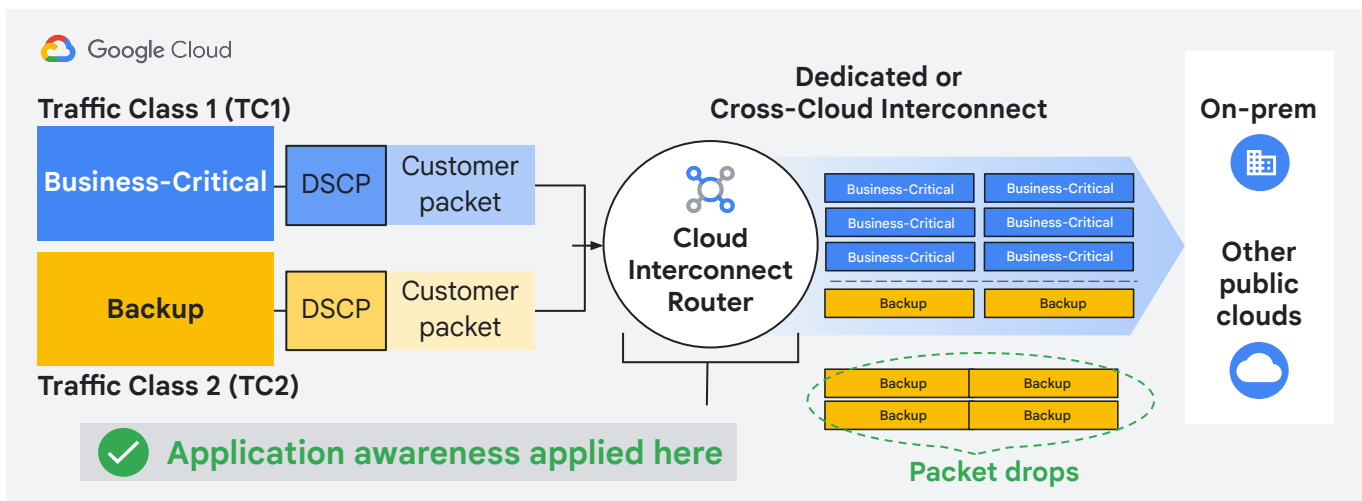 Google Cloud
Traffic Class 1 (TC1)
Business-Critical
DSCP
Customer
packet
Backup
DSCP
Customer
packet
Traffic Class 2 (TC2)
Application awareness applied here
Cloud
Interconnect
Router
Dedicated or
Cross-Cloud Interconnect
Business-Critical Business-Critical
Business-Critical Business-Critical
Business-Critical Business-Critical
Backup Backup
Backup Backup
Backup Backup
Packet drops
On-prem
Other
public
clouds